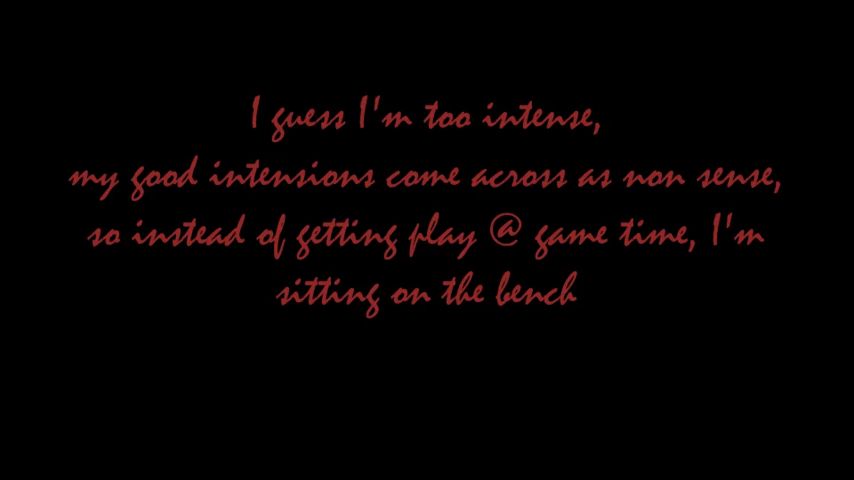 I guess I'm too intense,
my good intensions come across as non sense,
so instead of getting play @ game time, I'm
sitting on the bench